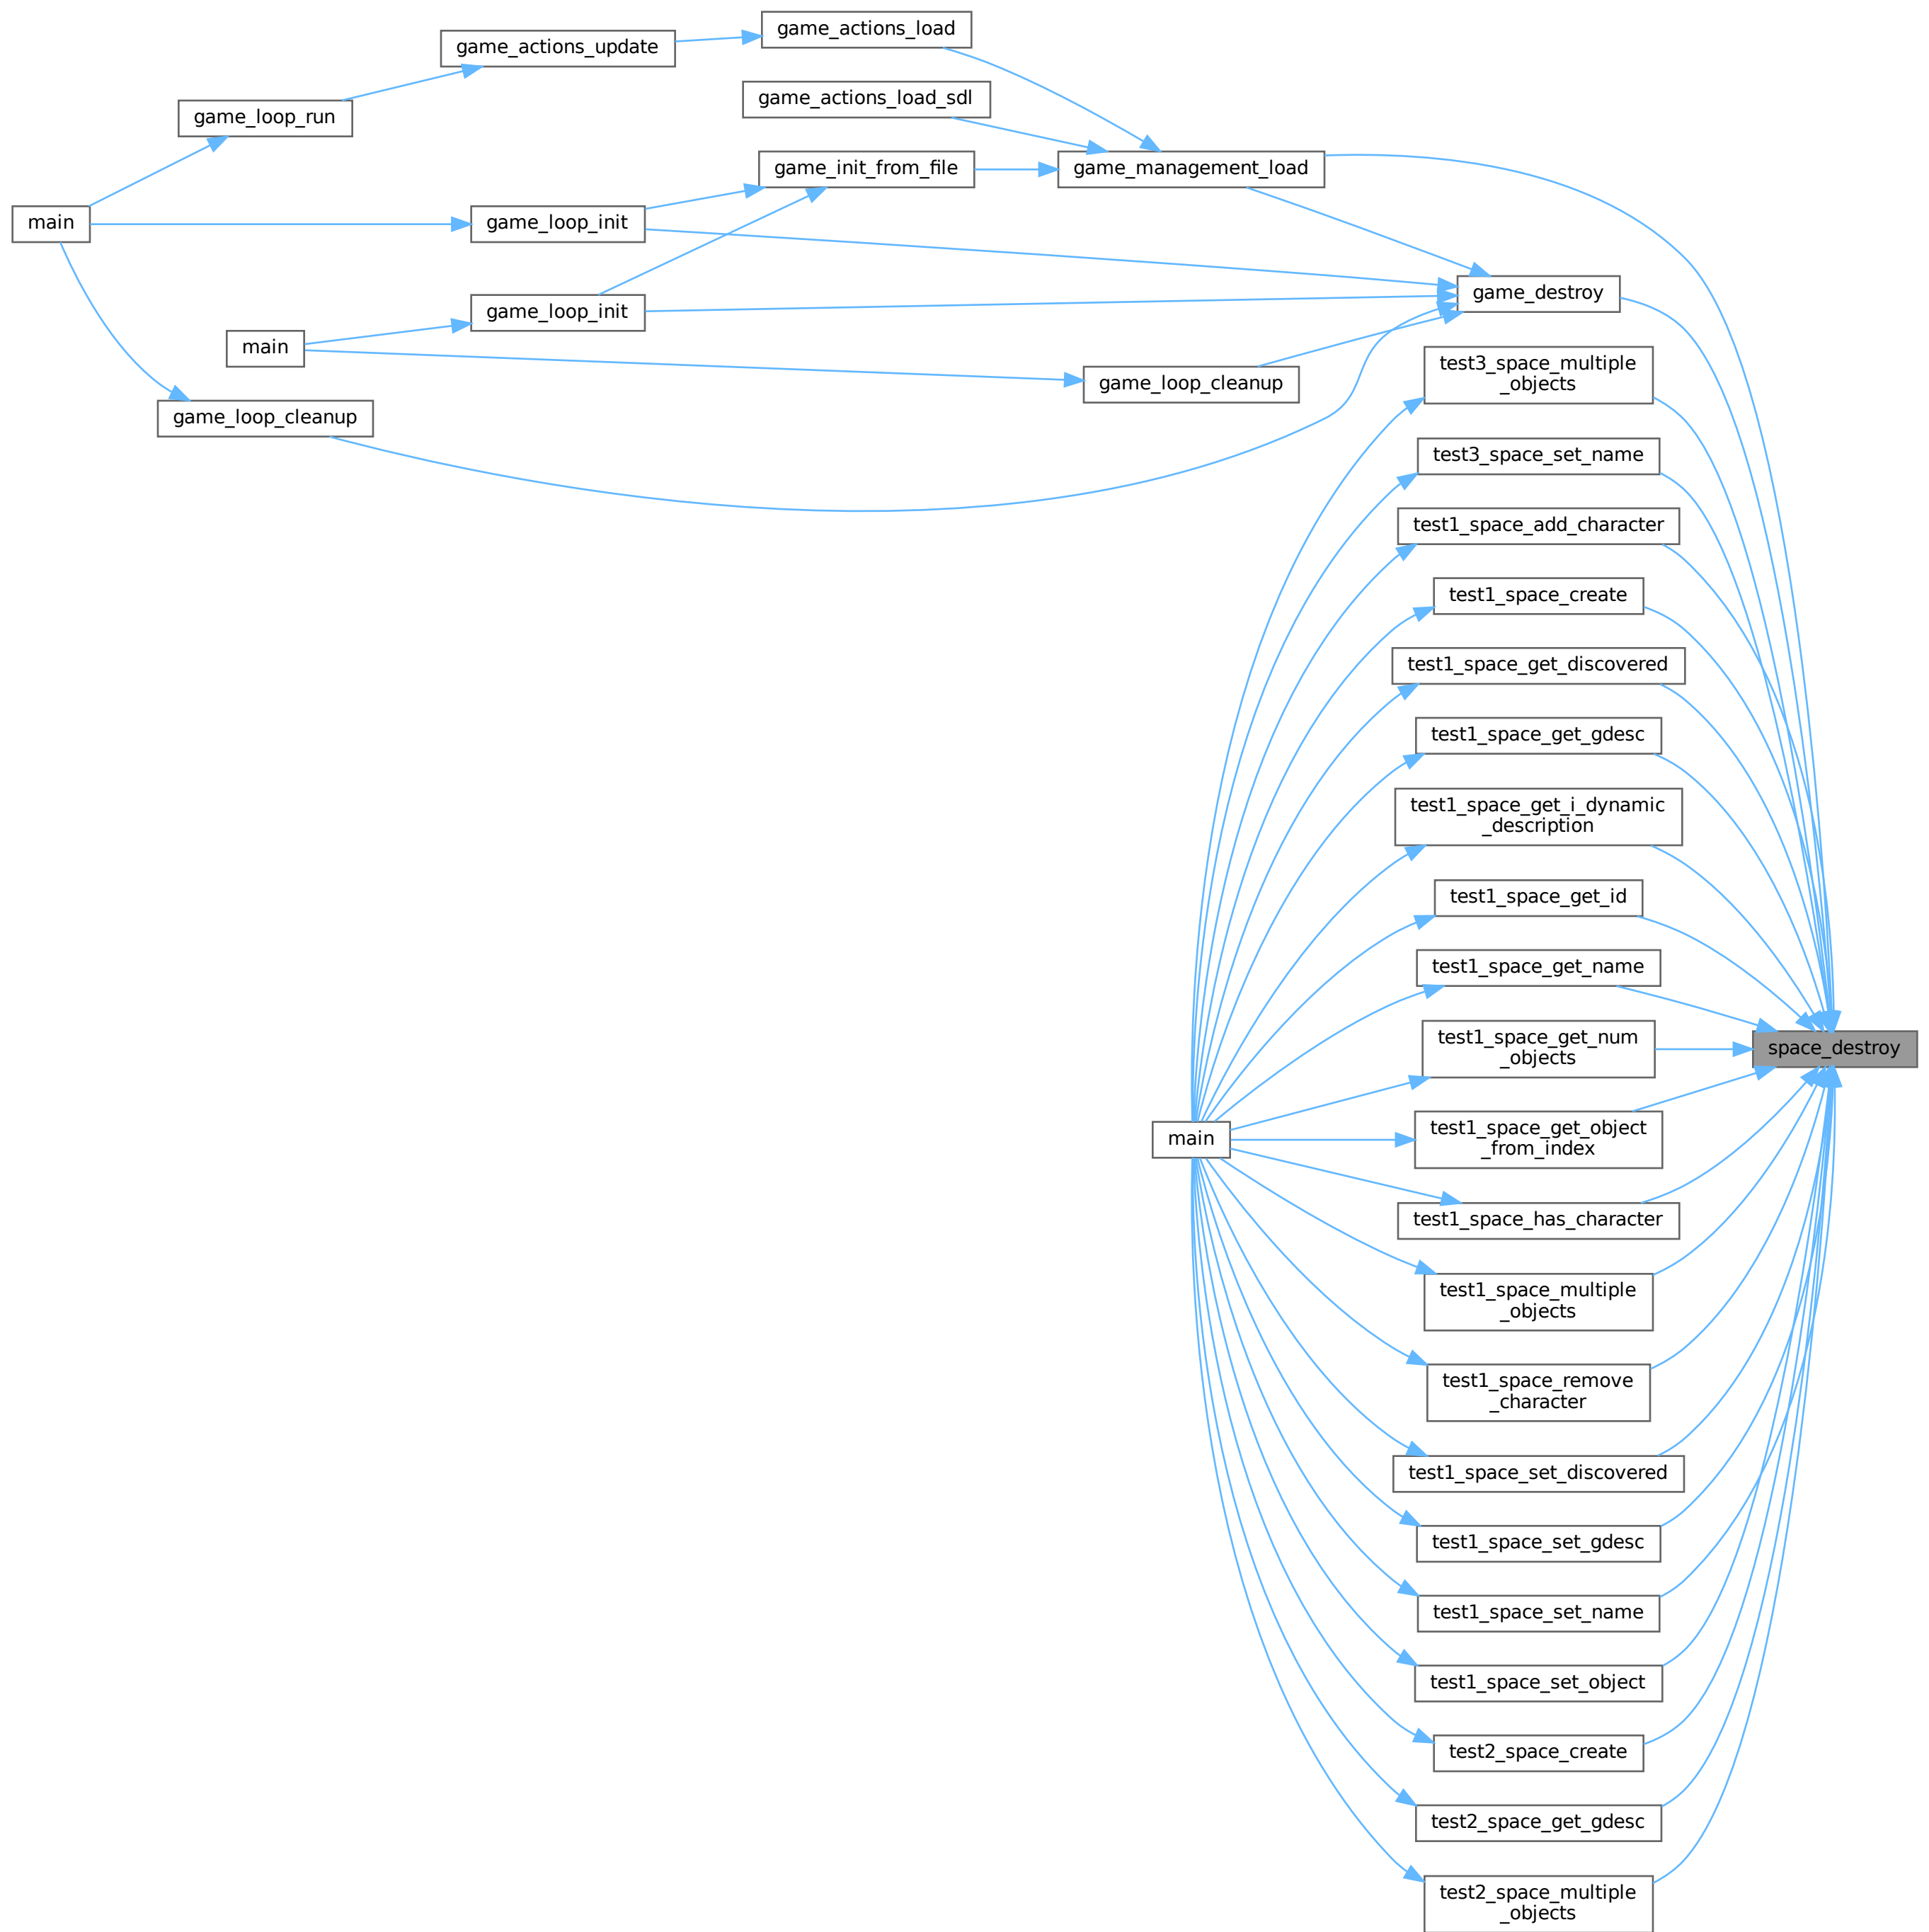 game_actions_load
game_actions_update
game_actions_load_sdl
game_loop_run
game_init_from_file
game_management_load
main
game_loop_init
game_destroy
game_loop_init
main
test3_space_multiple
_objects
game_loop_cleanup
game_loop_cleanup
test3_space_set_name
test1_space_add_character
test1_space_create
test1_space_get_discovered
test1_space_get_gdesc
test1_space_get_i_dynamic
_description
test1_space_get_id
test1_space_get_name
test1_space_get_num
_objects
space_destroy
main
test1_space_get_object
_from_index
test1_space_has_character
test1_space_multiple
_objects
test1_space_remove
_character
test1_space_set_discovered
test1_space_set_gdesc
test1_space_set_name
test1_space_set_object
test2_space_create
test2_space_get_gdesc
test2_space_multiple
_objects